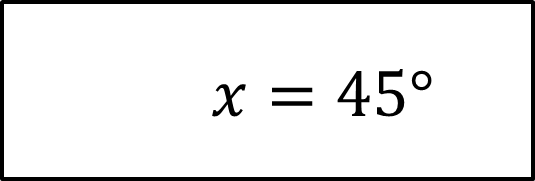 x = 45°